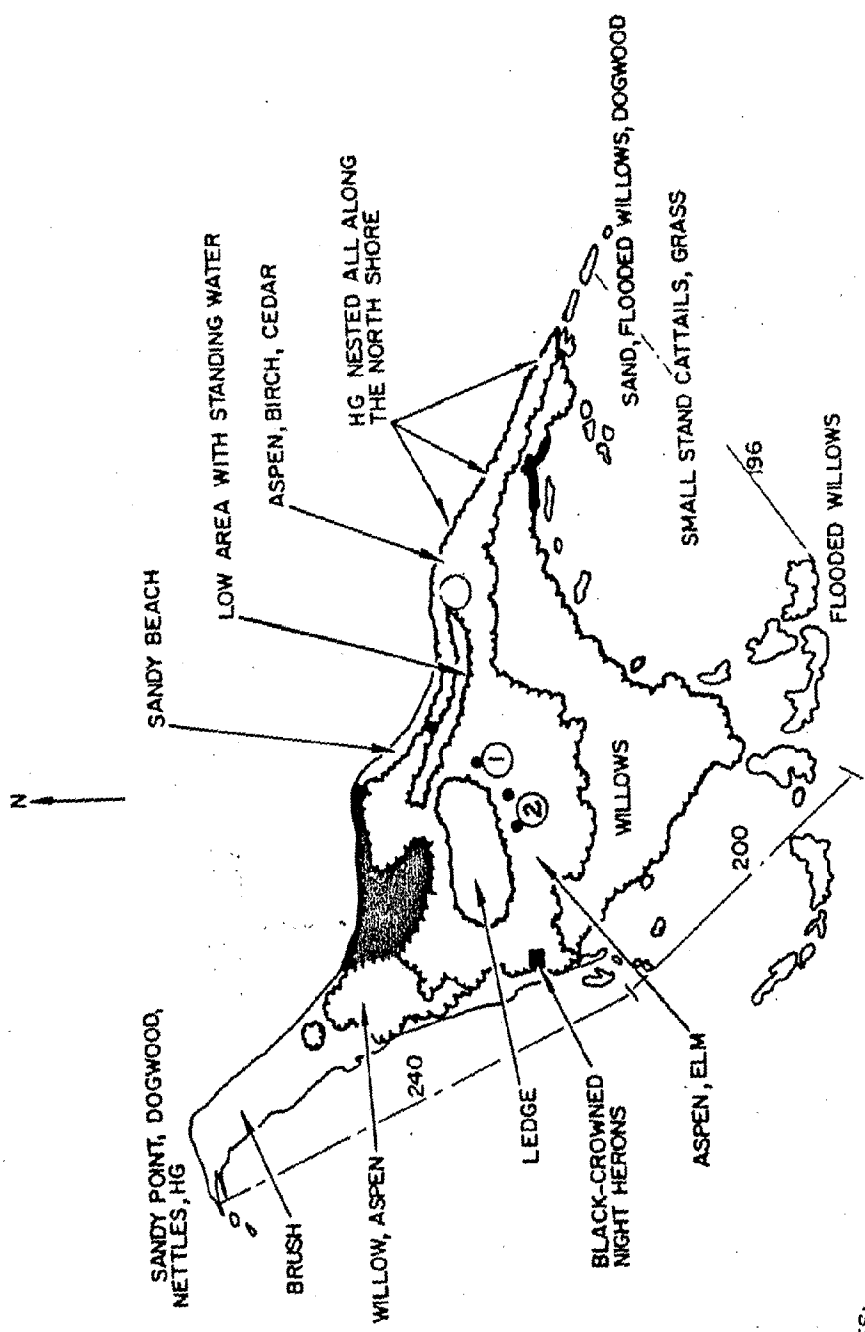 N
SANDY BEACH
LOW AREA WITH STANDING WATER
ASPEN, BIRCH, CEDAR
HG NESTED ALL ALONG
THE NORTH SHORE
SANDY POINT, DOGWOOD,
NETTLES, HG
BRUSH
WILLOW, ASPEN
240
LEDGE
BLACK-CROWNED
NIGHT HERONS
ASPEN, ELM
1
2
WILLOWS
200
196
SAND, FLOODED WILLOWS, DOGWOOD
SMALL STAND CATTAILS, GRASS
FLOODED WILLOWS